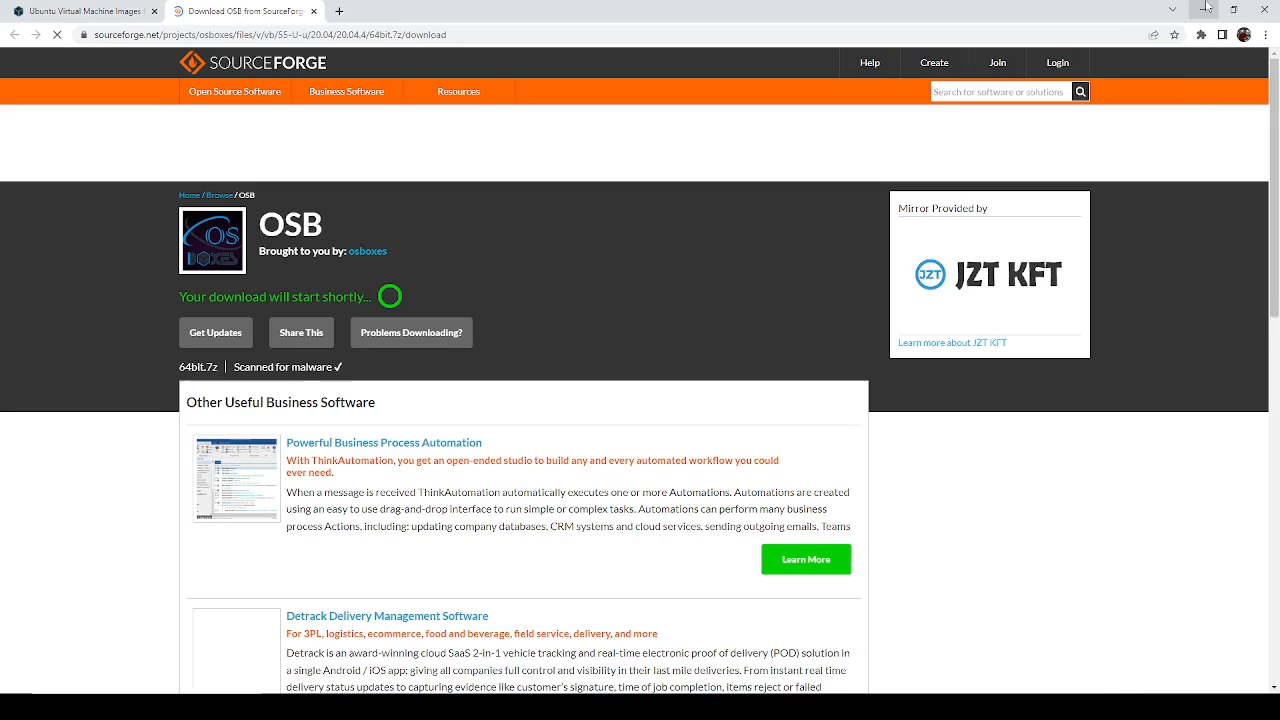 Ubuntu Virtual Machine Images f
Download OSB from SourceForge
sourceforge.net/projects/osboxes/files/v/vb/55-U-u/20.04/20.04.4/64bit.7z/download
SOURCEFORGE
Help
Create
Join
Login
Open Source Software
Business Software
Resources
Search for software or solutions
Home / Browse / OSB
OS
BOXES
OSB
Brought to you by: osboxes
Your download will start shortly...
Get Updates
Share This
Problems Downloading?
64bit.7z
Scanned for malware ✓
Mirror Provided by
JZT
JZT KFT
Learn more about JZT KFT
Other Useful Business Software
Powerful Business Process Automation
With ThinkAutomation, you get an open-ended studio to build any and every automated workflow you could
ever need.
When a message is received ThinkAutomation automatically executes one or more Automations. Automations are created
using an easy to use drag-and-drop interface to run simple or complex tasks. Automations can perform many business
process Actions, including: updating company databases, CRM systems and cloud services, sending outgoing emails, Teams
Learn More
Detrack Delivery Management Software
For 3PL, logistics, ecommerce, food and beverage, field service, delivery, and more
Detrack is an award-winning cloud SaaS 2-in-1 vehicle tracking and real-time electronic proof of delivery (POD) solution in
a single Android / iOS app; giving all companies full control and visibility in their last mile deliveries. From instant real time
delivery status updates to capturing evidence like customer's signature, time of job completion, items reject or failed